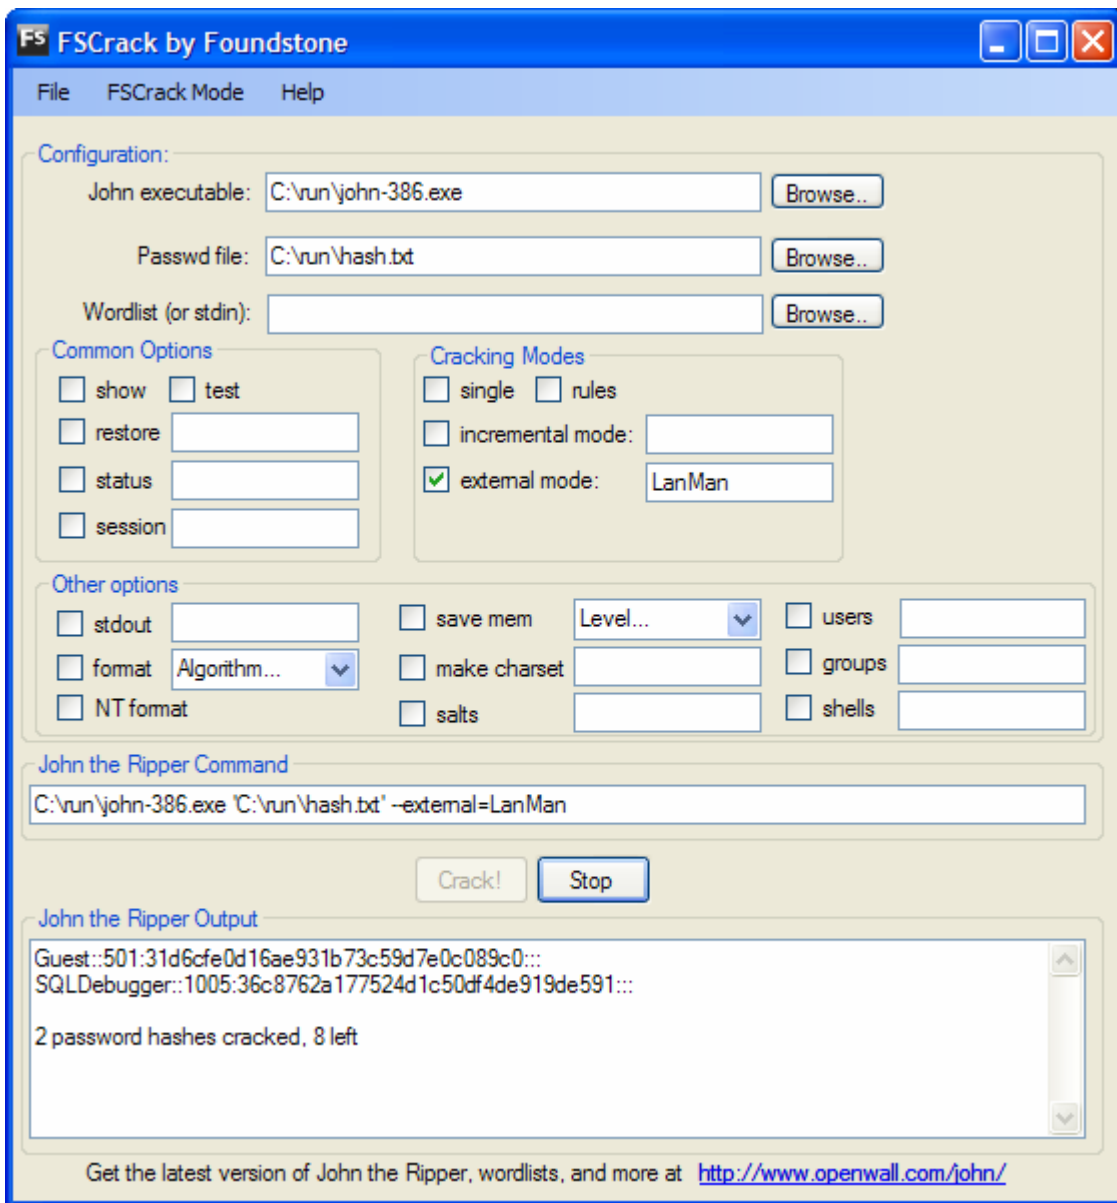 FS FSCrack by Foundstone
File FSCrack Mode Help
Configuration:
John executable: C:\run\john-386.exe Browse..
Passwd file: C:\run\hash.txt Browse..
Wordlist (or stdin): Browse..
Common Options
show test
restore
status
session
Cracking Modes
single rules
incremental mode:
external mode: LanMan
Other options
stdout save mem Level... users
format Algorithm... make charset groups
NT format salts shells
John the Ripper Command
C:\run\john-386.exe 'C:\run\hash.txt' --external=LanMan
Crack! Stop
John the Ripper Output
Guest::501:31d6cfe0d16ae931b73c59d7e0c089c0:::
SQLDebugger::1005:36c8762a177524d1c50df4de919de591:::
2 password hashes cracked, 8 left
Get the latest version of John the Ripper, wordlists, and more at http://www.openwall.com/john/